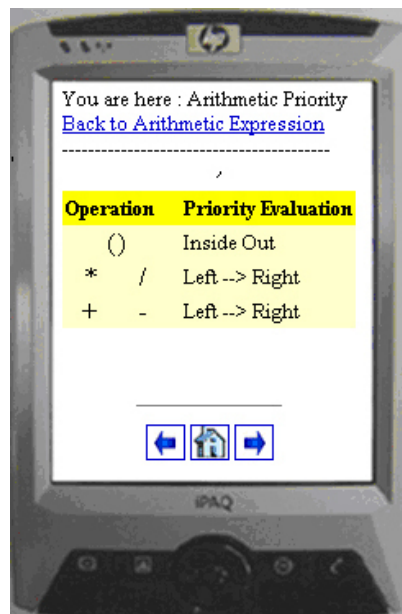 hp
You are here : Arithmetic Priority
Back to Arithmetic Expression
-----------------------------------------
,
Operation Priority Evaluation
() Inside Out
* / Left --> Right
+ - Left --> Right
iPAQ